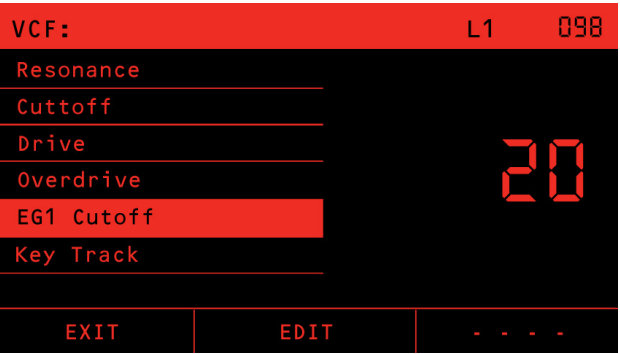 VCF: L1 098
Resonance
Cuttoff
Drive
Overdrive
20
EG1 Cutoff
Key Track
EXIT EDIT - - - -